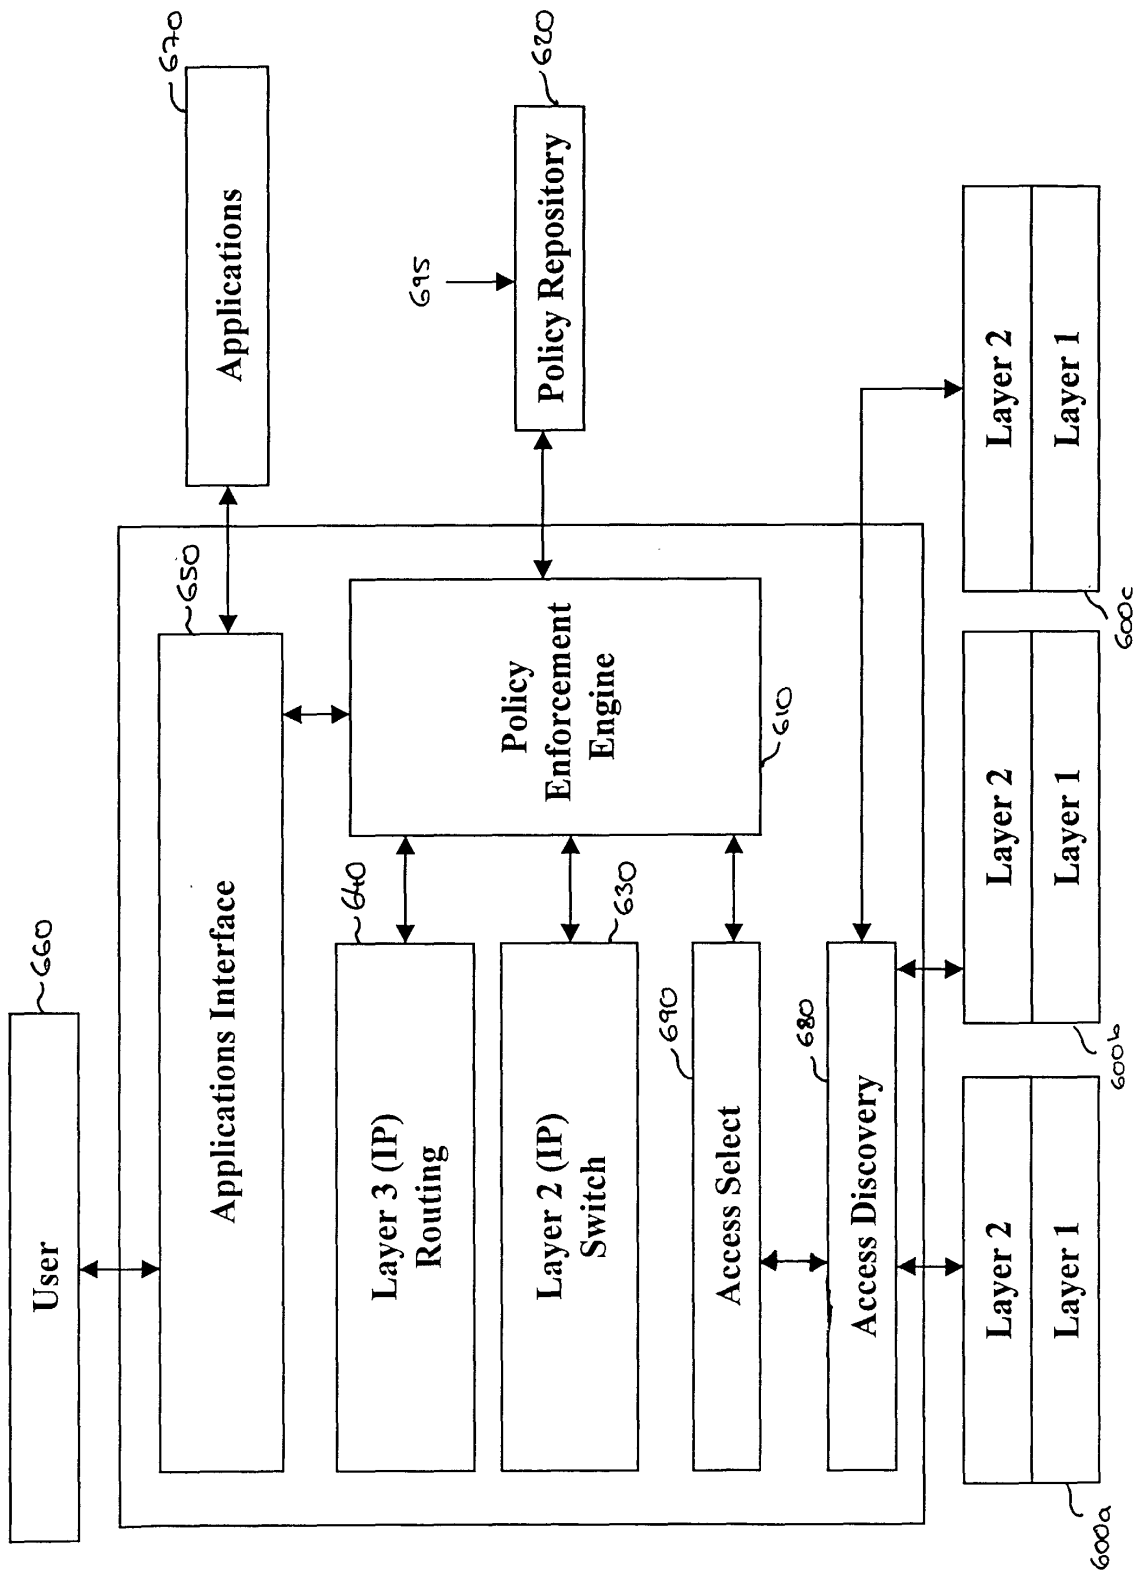 User
660
Applications Interface
650
Applications
670
Layer 3 (IP)
Routing
640
Layer 2 (IP)
Switch
630
Policy
Enforcement
Engine
610
Policy Repository
620
695
Access Select
690
Access Discovery
680
Layer 2
Layer 1
600a
Layer 2
Layer 1
600b
Layer 2
Layer 1
600c